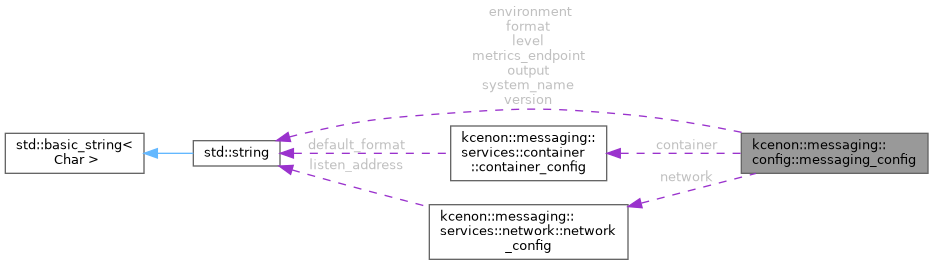 environment
format
level
metrics_endpoint
output
system_name
version
std::basic_string<
Char >
std::string
default_format
listen_address
kcenon::messaging::
services::container
::container_config
container
network
kcenon::messaging::
config::messaging_config
kcenon::messaging::
services::network::network
_config